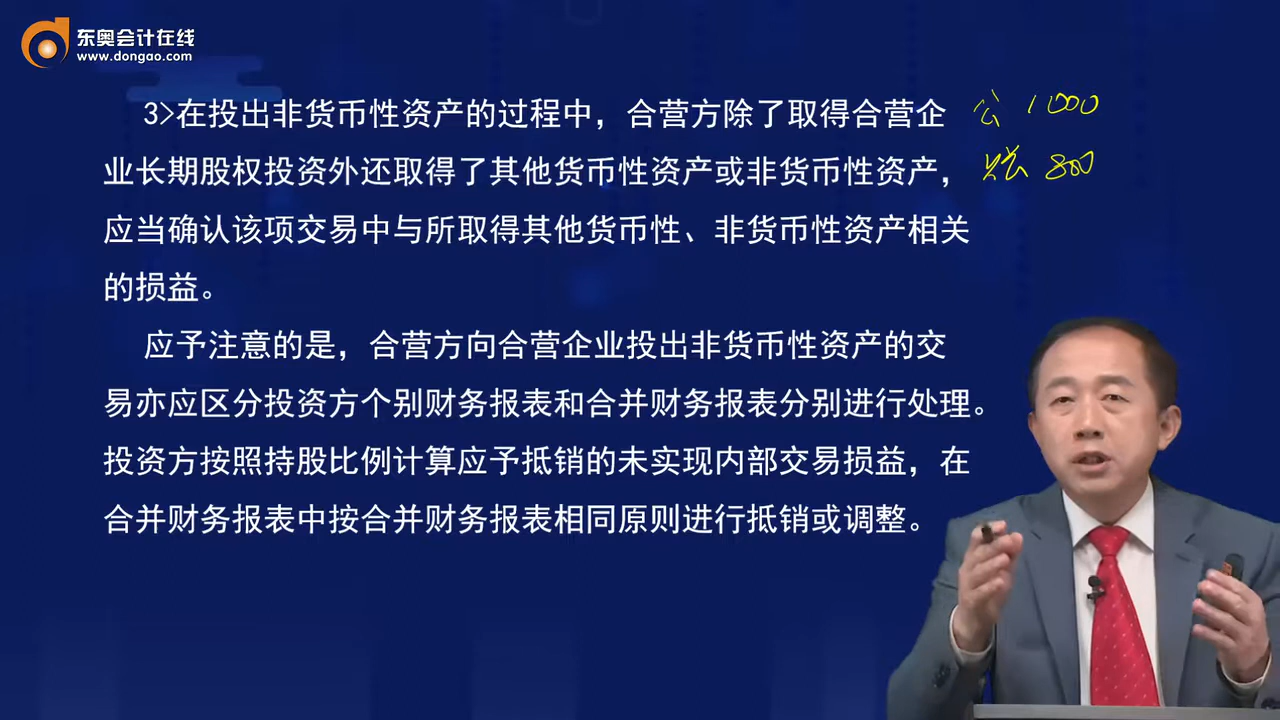 东奥会计在线
www.dongao.com
3>在投出非货币性资产的过程中，合营方除了取得合营企
公 1000
业长期股权投资外还取得了其他货币性资产或非货币性资产，
账 800
应当确认该项交易中与所取得其他货币性、非货币性资产相关
的损益。
应予注意的是，合营方向合营企业投出非货币性资产的交
易亦应区分投资方个别财务报表和合并财务报表分别进行处理。
投资方按照持股比例计算应予抵销的未实现内部交易损益，在
合并财务报表中按合并财务报表相同原则进行抵销或调整。